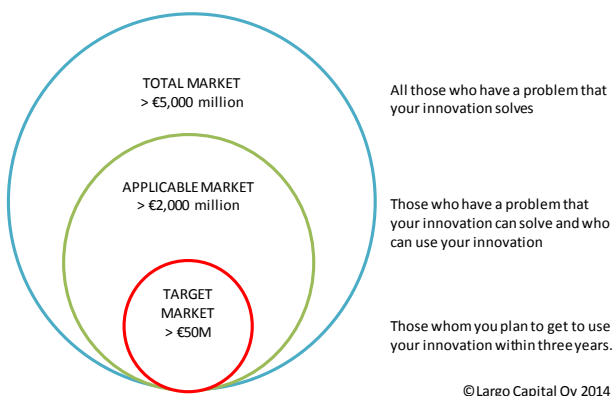 TOTAL MARKET
> €5,000 million
All those who have a problem that
your innovation solves
APPLICABLE MARKET
> €2,000 million
Those who have a problem that
your innovation can solve and who
can use your innovation
TARGET
MARKET
> €50M
Those whom you plan to get to use
your innovation within three years.
©Largo Capital Oy 2014